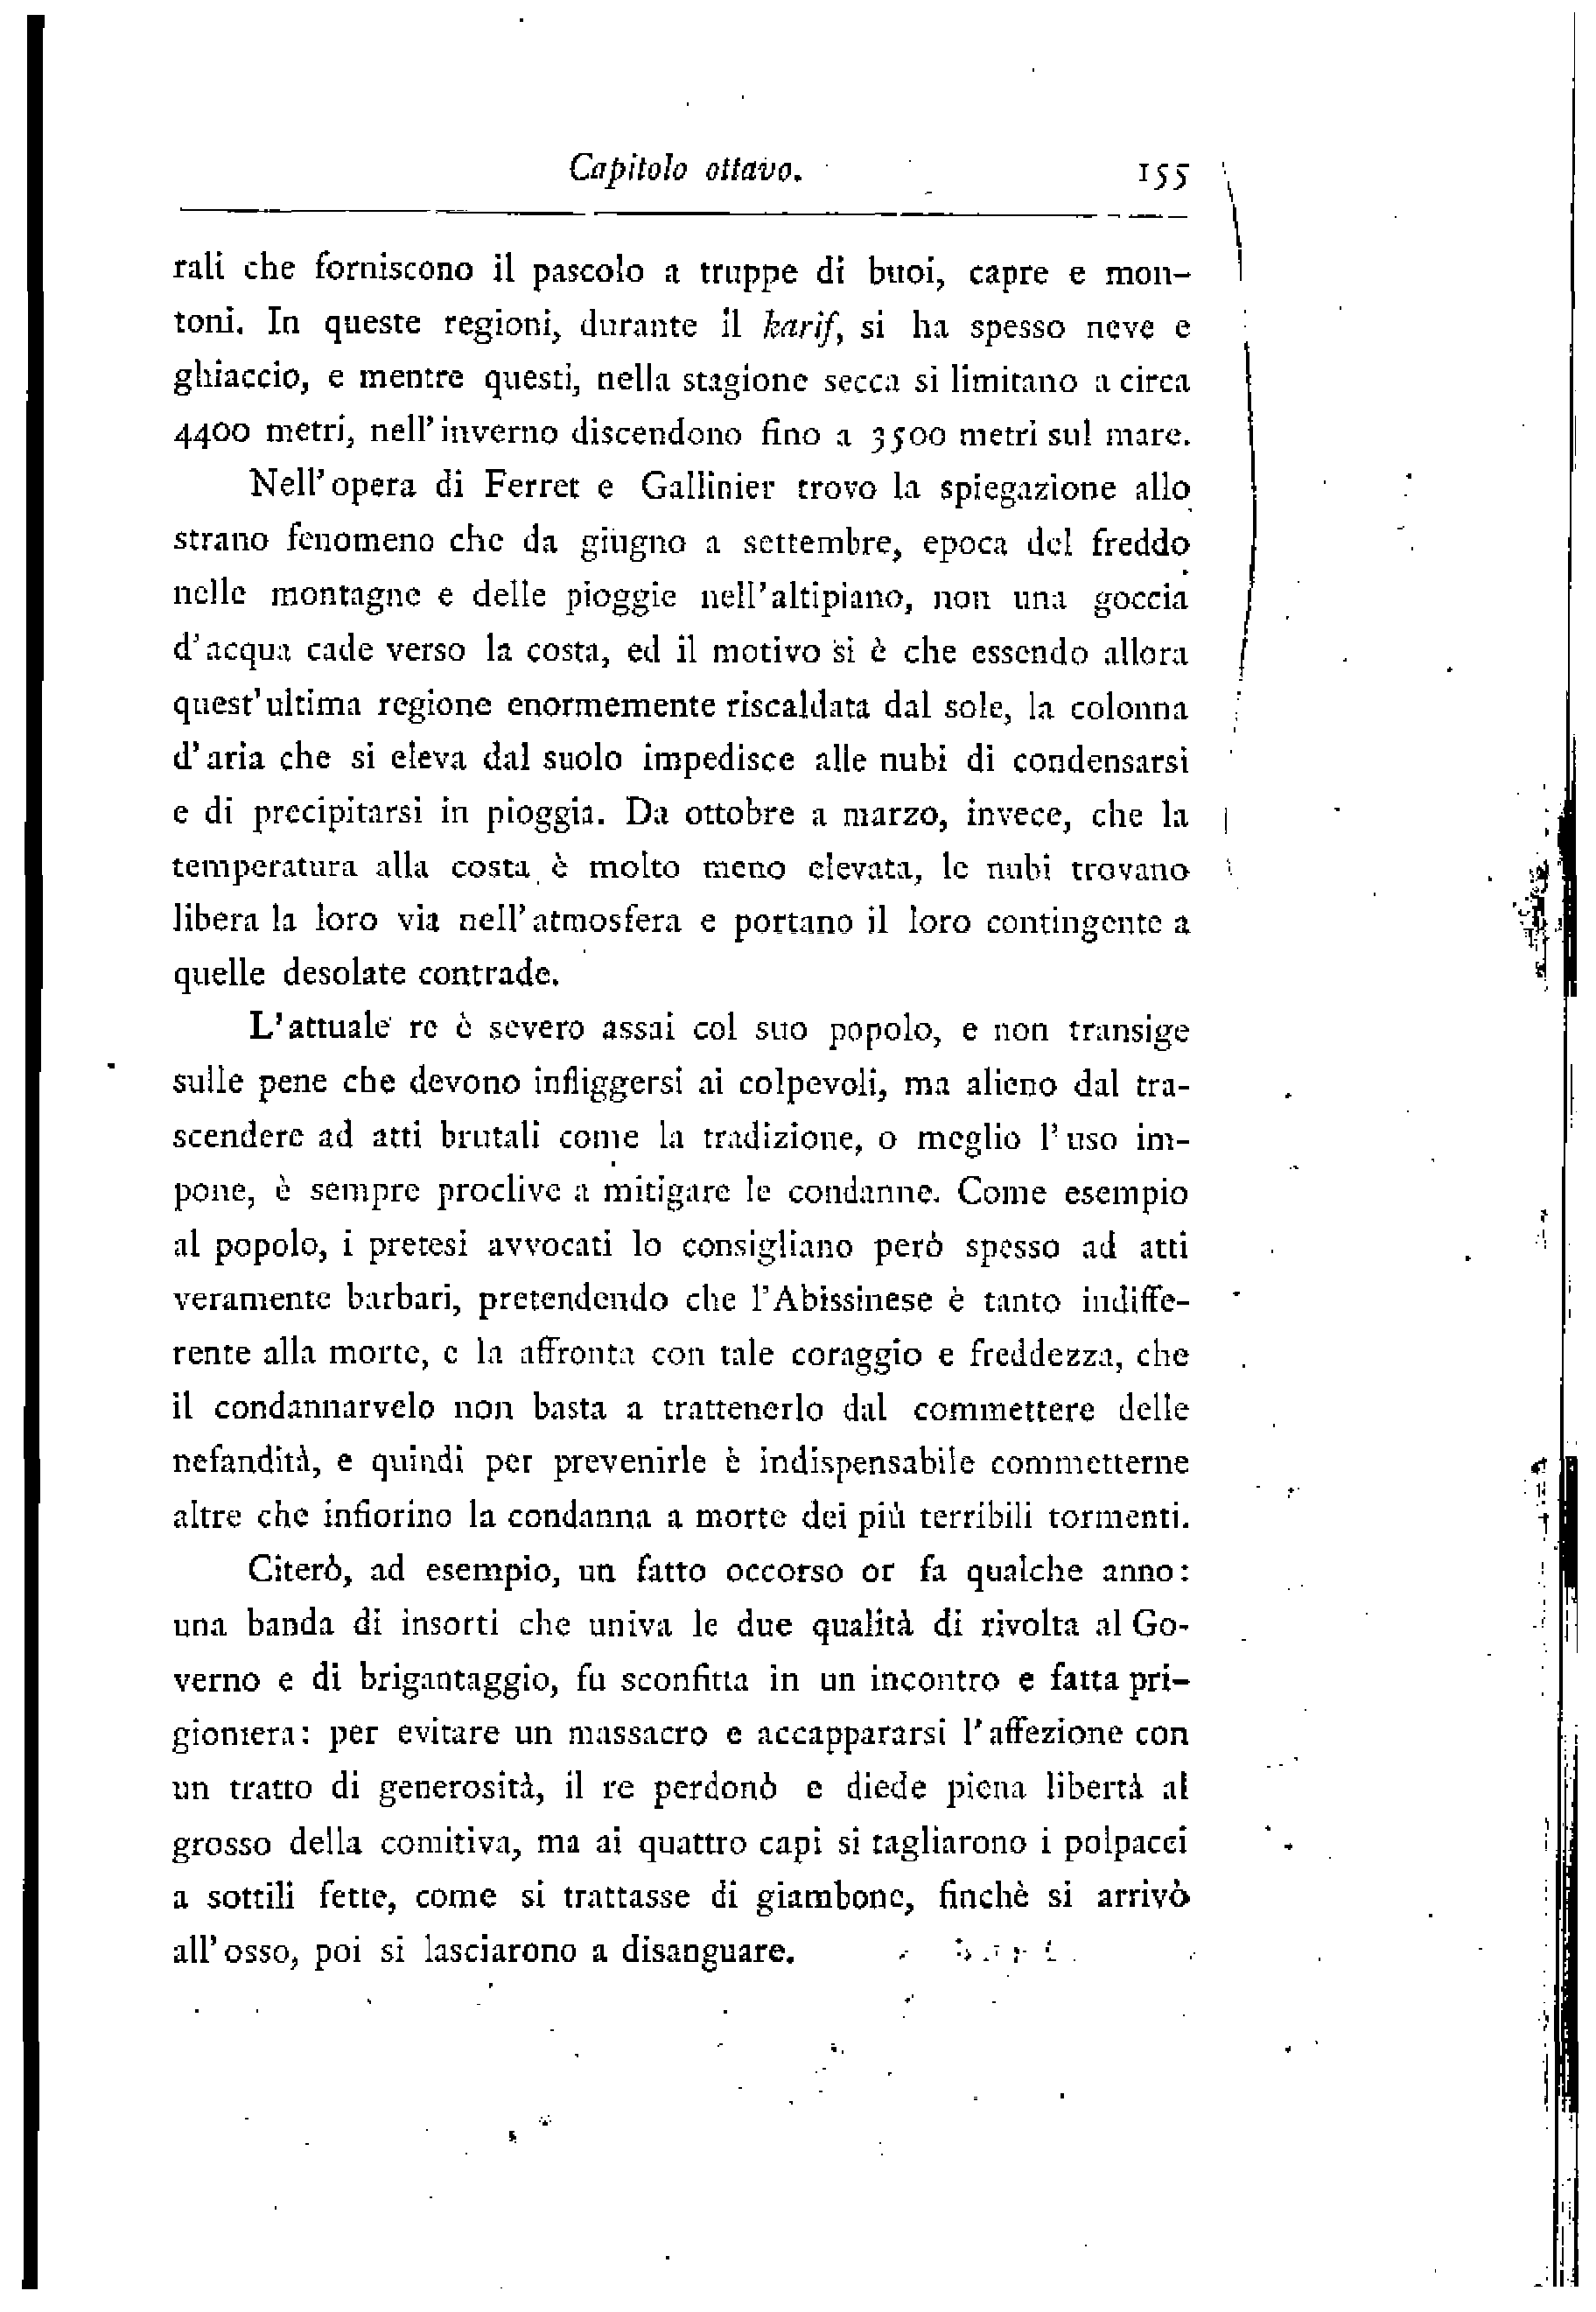 Capitolo ottavo. 155
rali che forniscono il pascolo a truppe di buoi, capre e mon-
toni. In queste regioni, durante il karif, si ha spesso neve e
ghiaccio, e mentre questi, nella stagione secca si limitano a circa
4400 metri, nell'inverno discendono fino a 3500 metri sul mare.
Nell'opera di Ferret e Gallinier trovo la spiegazione allo
strano fenomeno che da giugno a settembre, epoca del freddo
nelle montagne e delle pioggie nell'altipiano, non una goccia
d'acqua cade verso la costa, ed il motivo si è che essendo allora
quest'ultima regione enormemente riscaldata dal sole, la colonna
d'aria che si eleva dal suolo impedisce alle nubi di condensarsi
e di precipitarsi in pioggia. Da ottobre a marzo, invece, che la
temperatura alla costa è molto meno elevata, le nubi trovano
libera la loro via nell'atmosfera e portano il loro contingente a
quelle desolate contrade.
L'attuale re è severo assai col suo popolo, e non transige
sulle pene che devono infliggersi ai colpevoli, ma alieno dal tra-
scendere ad atti brutali come la tradizione, o meglio l'uso im-
pone, è sempre proclive a mitigare le condanne. Come esempio
al popolo, i pretesi avvocati lo consigliano però spesso ad atti
veramente barbari, pretendendo che l'Abissinese è tanto indiffe-
rente alla morte, e la affronta con tale coraggio e freddezza, che
il condannarvelo non basta a trattenerlo dal commettere delle
nefandità, e quindi per prevenirle è indispensabile commetterne
altre che infiorino la condanna a morte dei più terribili tormenti.
Citerò, ad esempio, un fatto occorso or fa qualche anno:
una banda di insorti che univa le due qualità di rivolta al Go-
verno e di brigantaggio, fu sconfitta in un incontro e fatta pri-
gioniera: per evitare un massacro e accappararsi l'affezione con
un tratto di generosità, il re perdonò e diede piena libertà al
grosso della comitiva, ma ai quattro capi si tagliarono i polpacci
a sottili fette, come si trattasse di giambone, finchè si arrivò
all'osso, poi si lasciarono a disanguare.